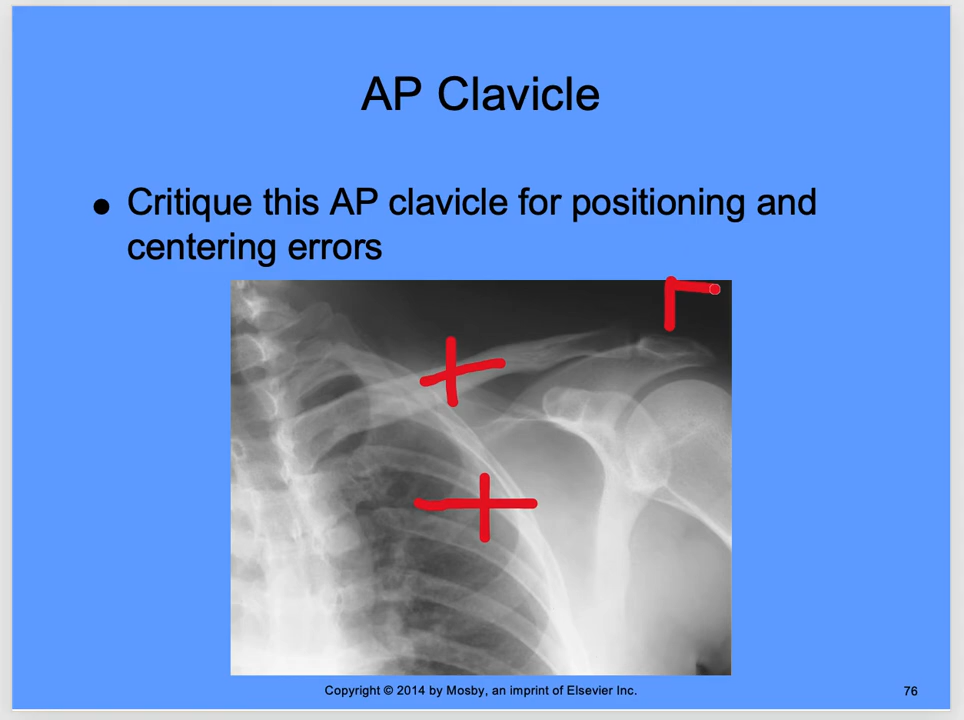 AP Clavicle
• Critique this AP clavicle for positioning and
centering errors
Copyright © 2014 by Mosby, an imprint of Elsevier Inc.
76